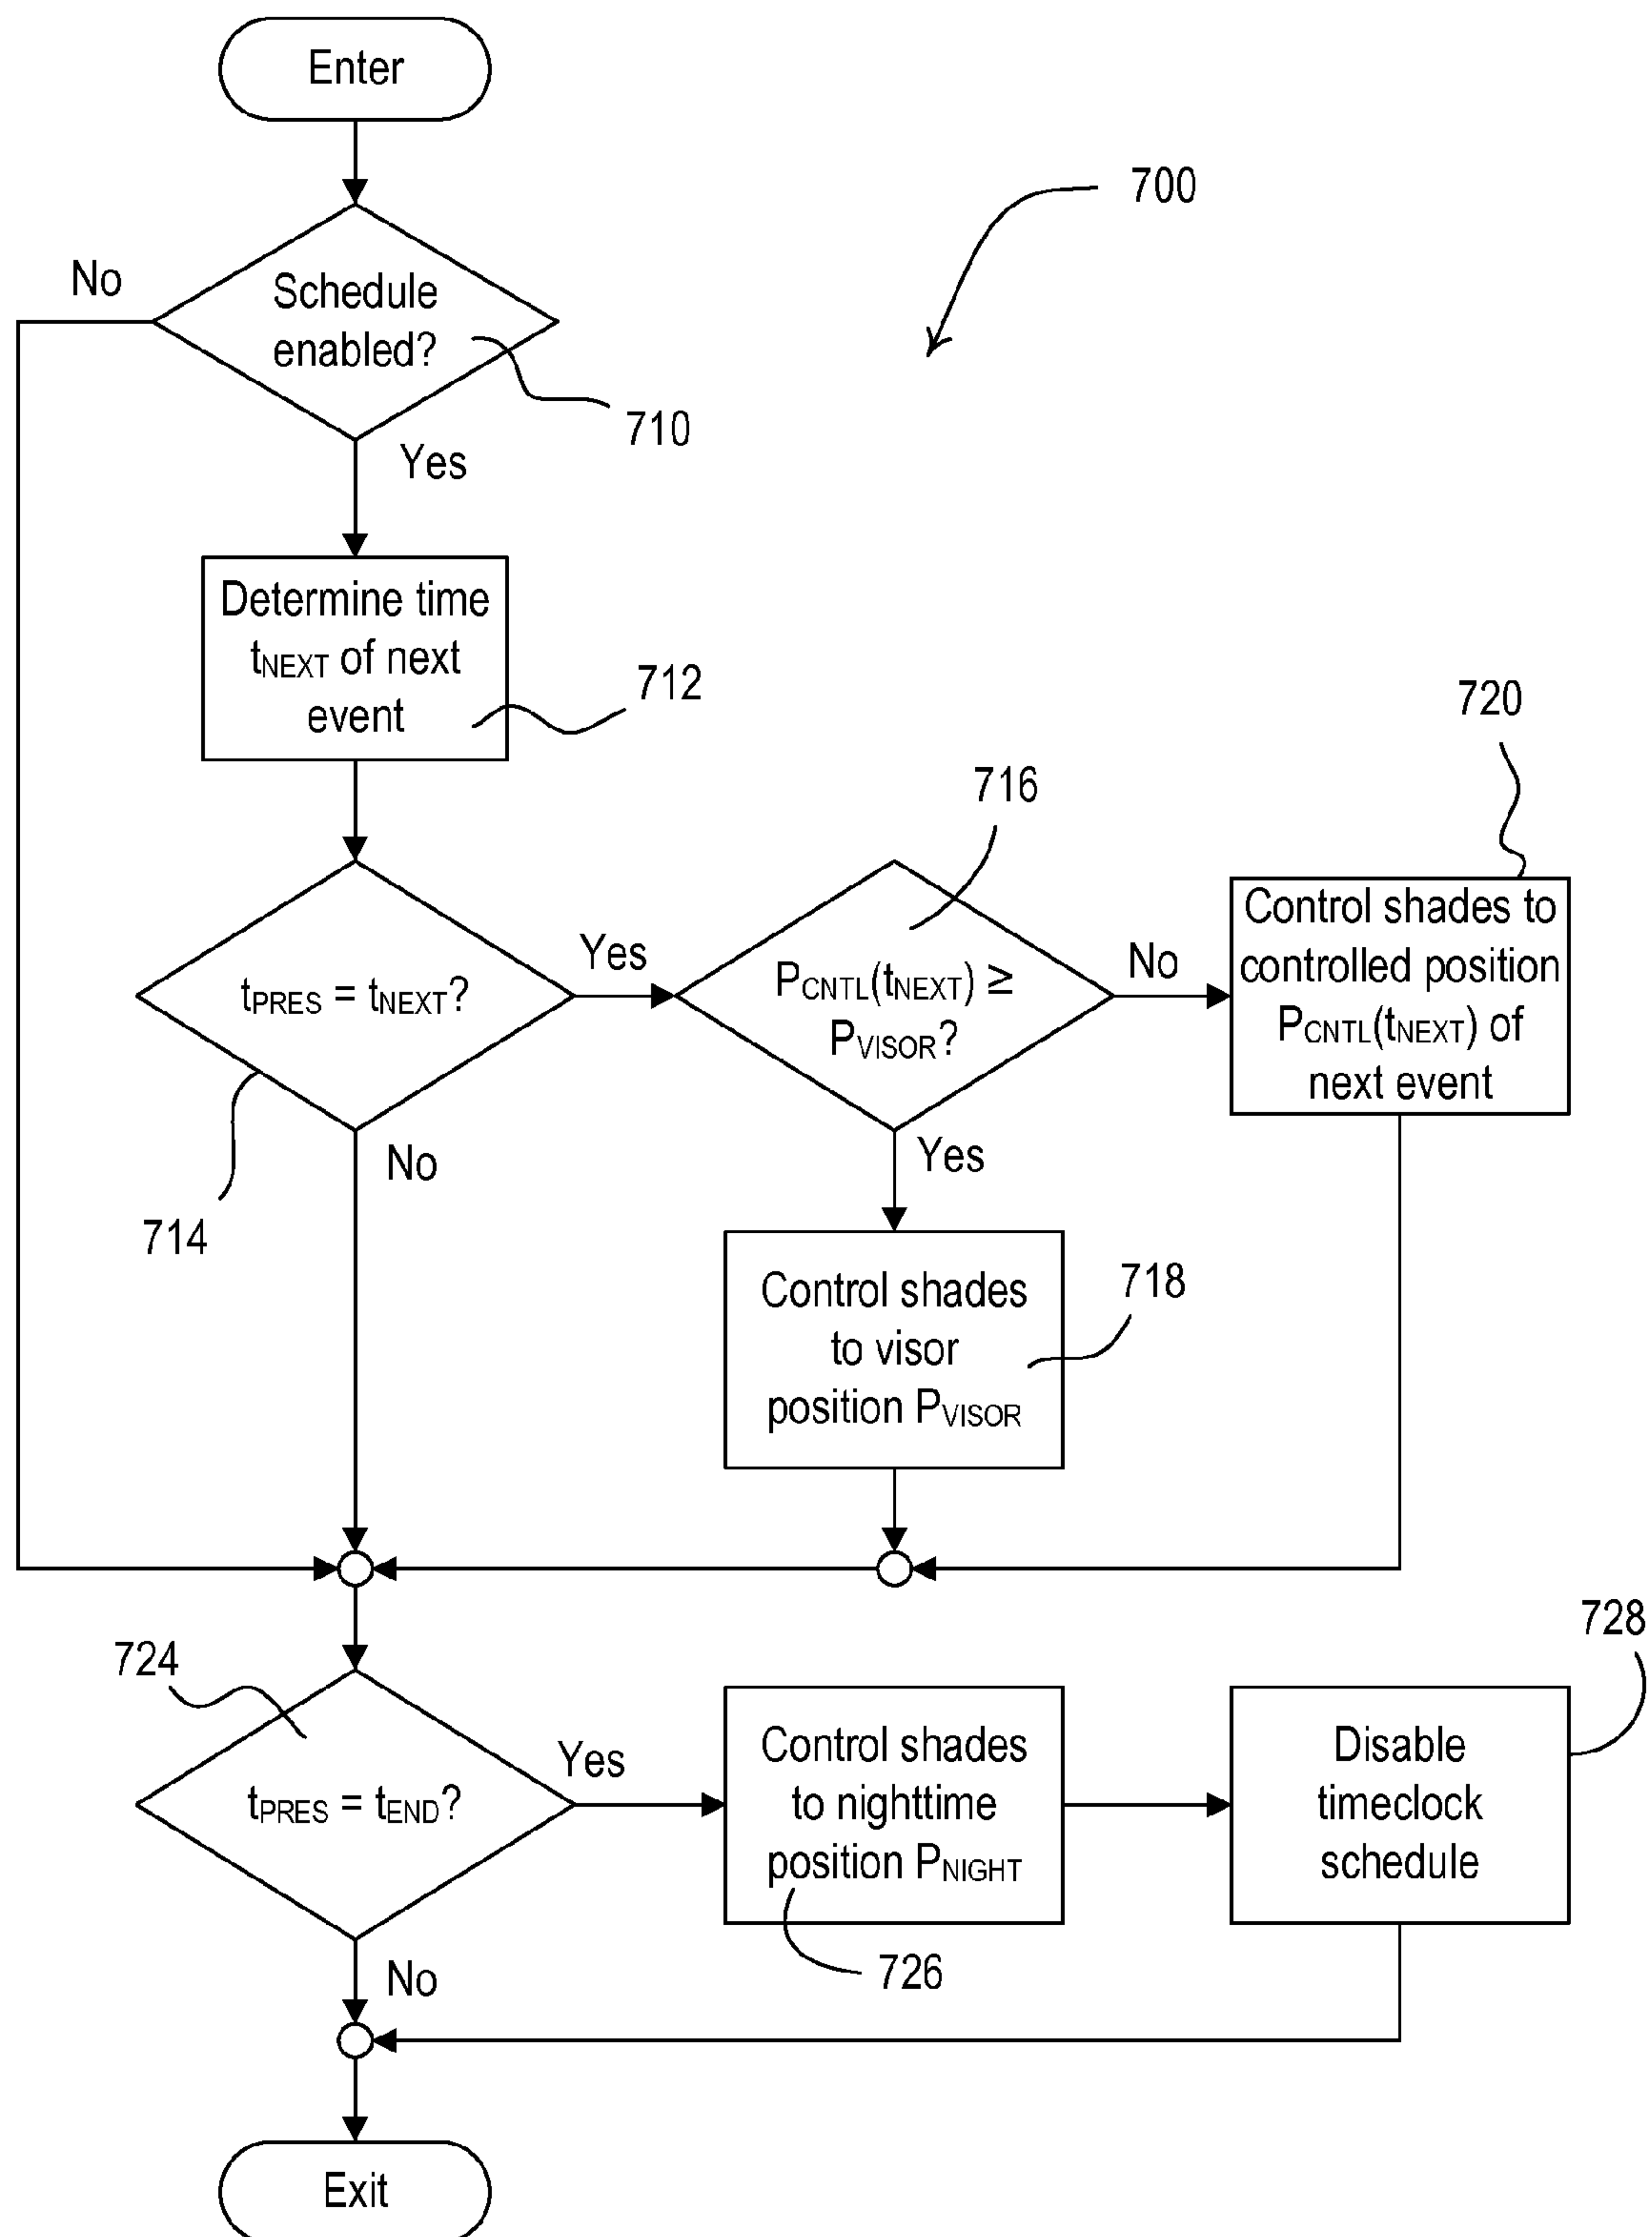 Enter
700
No
Schedule
enabled?
710
Yes
Determine time
tNEXT of next
event
712
720
716
Control shades to
controlled position
PCNTL(tNEXT) of
next event
tPRES = tNEXT?
Yes
PCNTL(tNEXT) ≥
PVISOR?
No
714
No
Yes
Control shades
to visor
position PVISOR
718
724
728
tPRES = tEND?
Yes
Control shades
to nighttime
position PNIGHT
Disable
timeclock
schedule
726
No
Exit